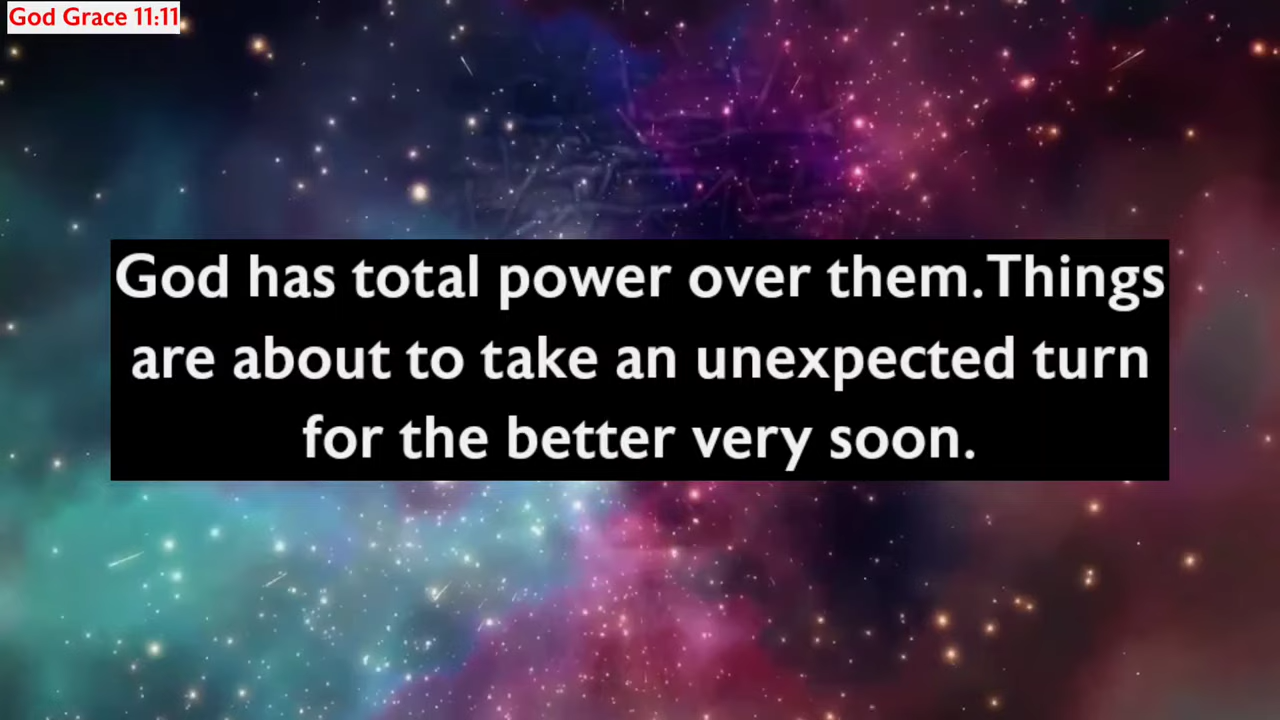 God Grace 11:11
God has total power over them.Things
are about to take an unexpected turn
for the better very soon.